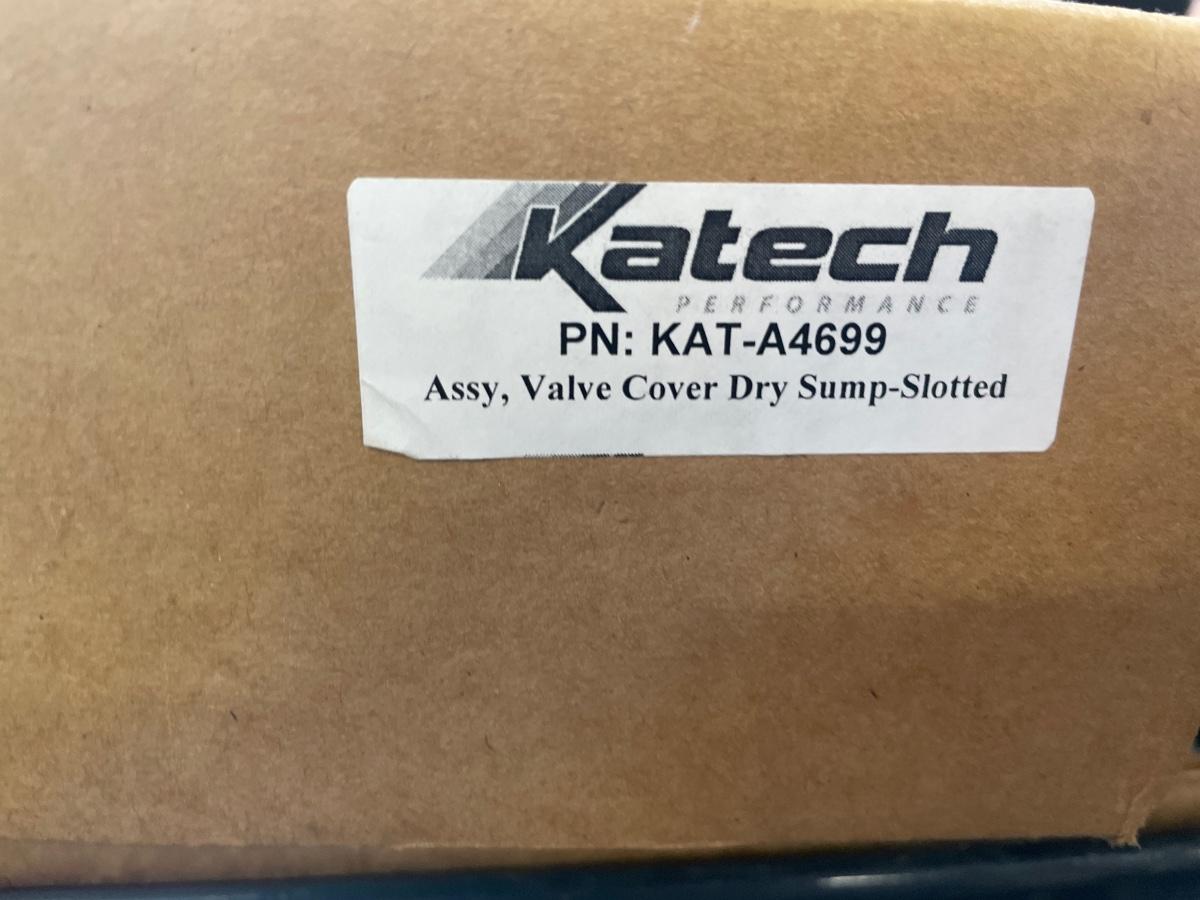 Katech
PERFORMANCE
PN: KAT-A4699
Assy, Valve Cover Dry Sump-Slotted